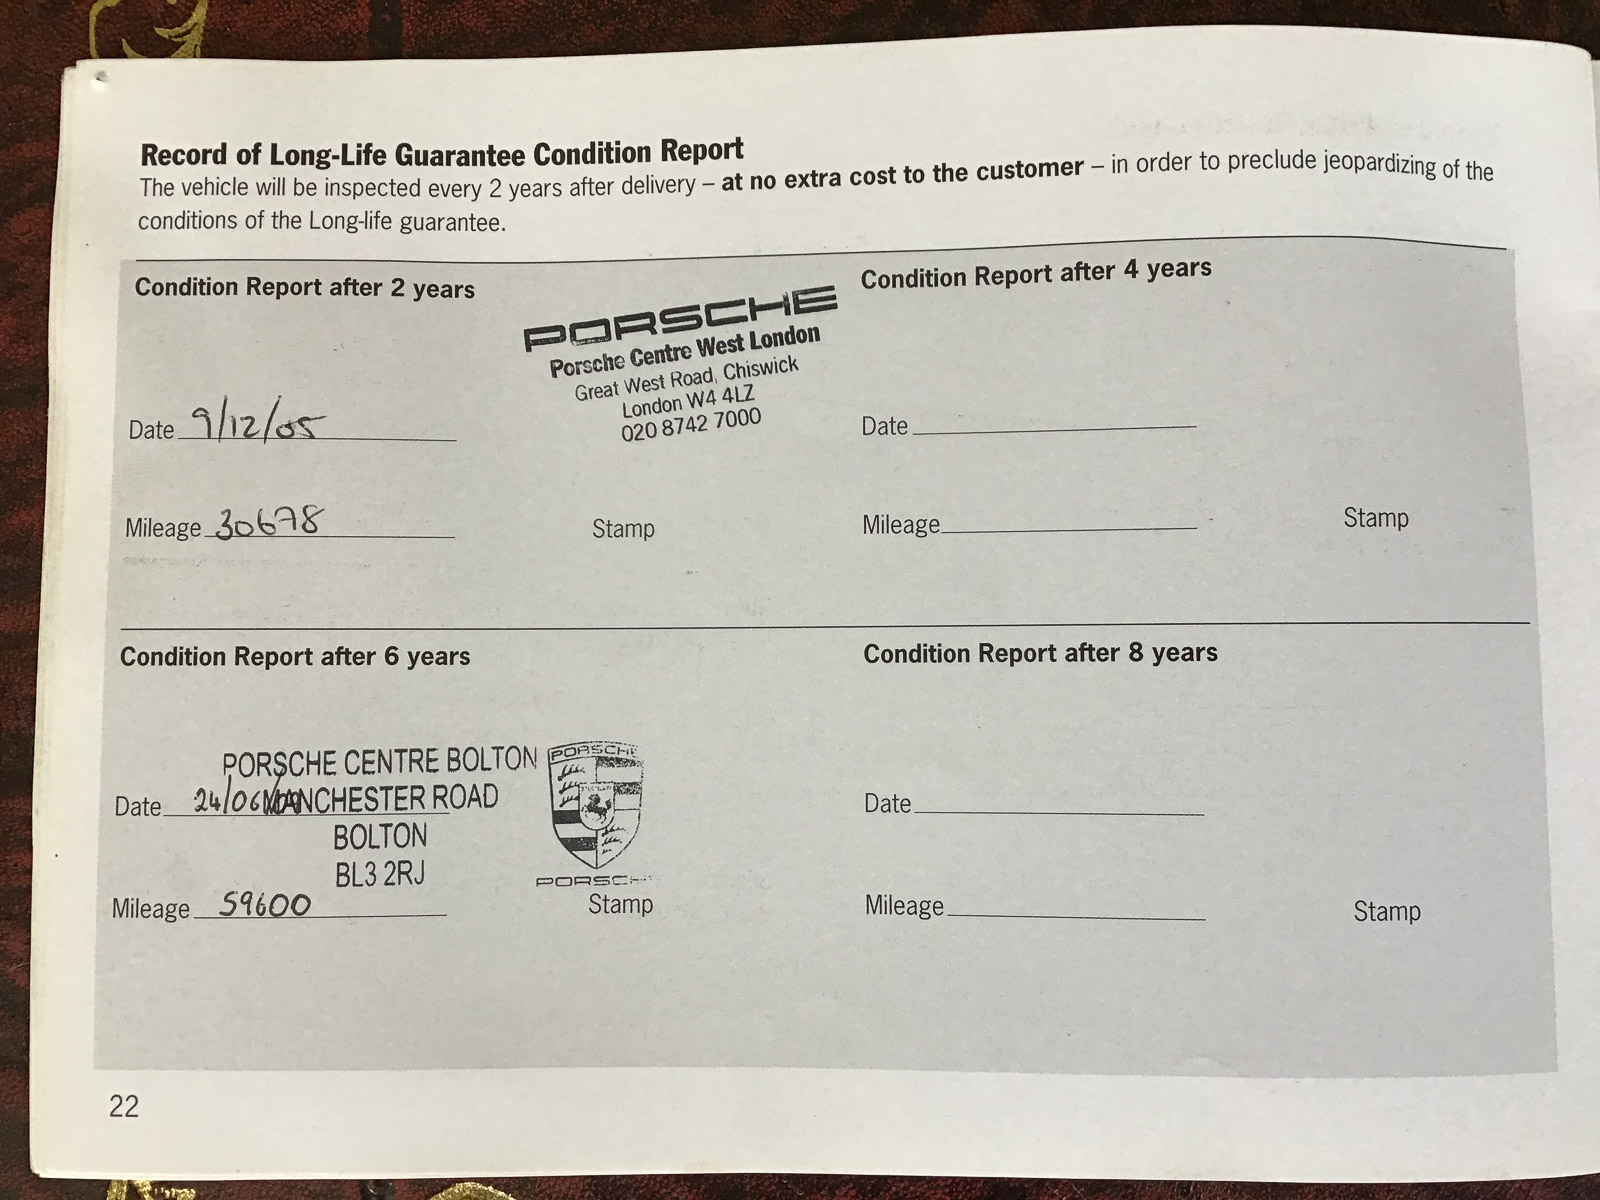 Record of Long-Life Guarantee Condition Report
The vehicle will be inspected every 2 years after delivery – at no extra cost to the customer – in order to preclude jeopardizing of the
conditions of the Long-life guarantee.
Condition Report after 2 years
PORSCHE
Porsche Centre West London
Great West Road, Chiswick
London W4 4LZ
020 8742 7000
Date 9/12/05
Mileage 30678
Stamp
Condition Report after 4 years
Date
Mileage
Stamp
Condition Report after 6 years
PORSCHE CENTRE BOLTON
MANCHESTER ROAD
BOLTON
BL3 2RJ
PORSCHE
PORSCHE
Date 24/06/
Mileage 59600
Stamp
Condition Report after 8 years
Date
Mileage
Stamp
22